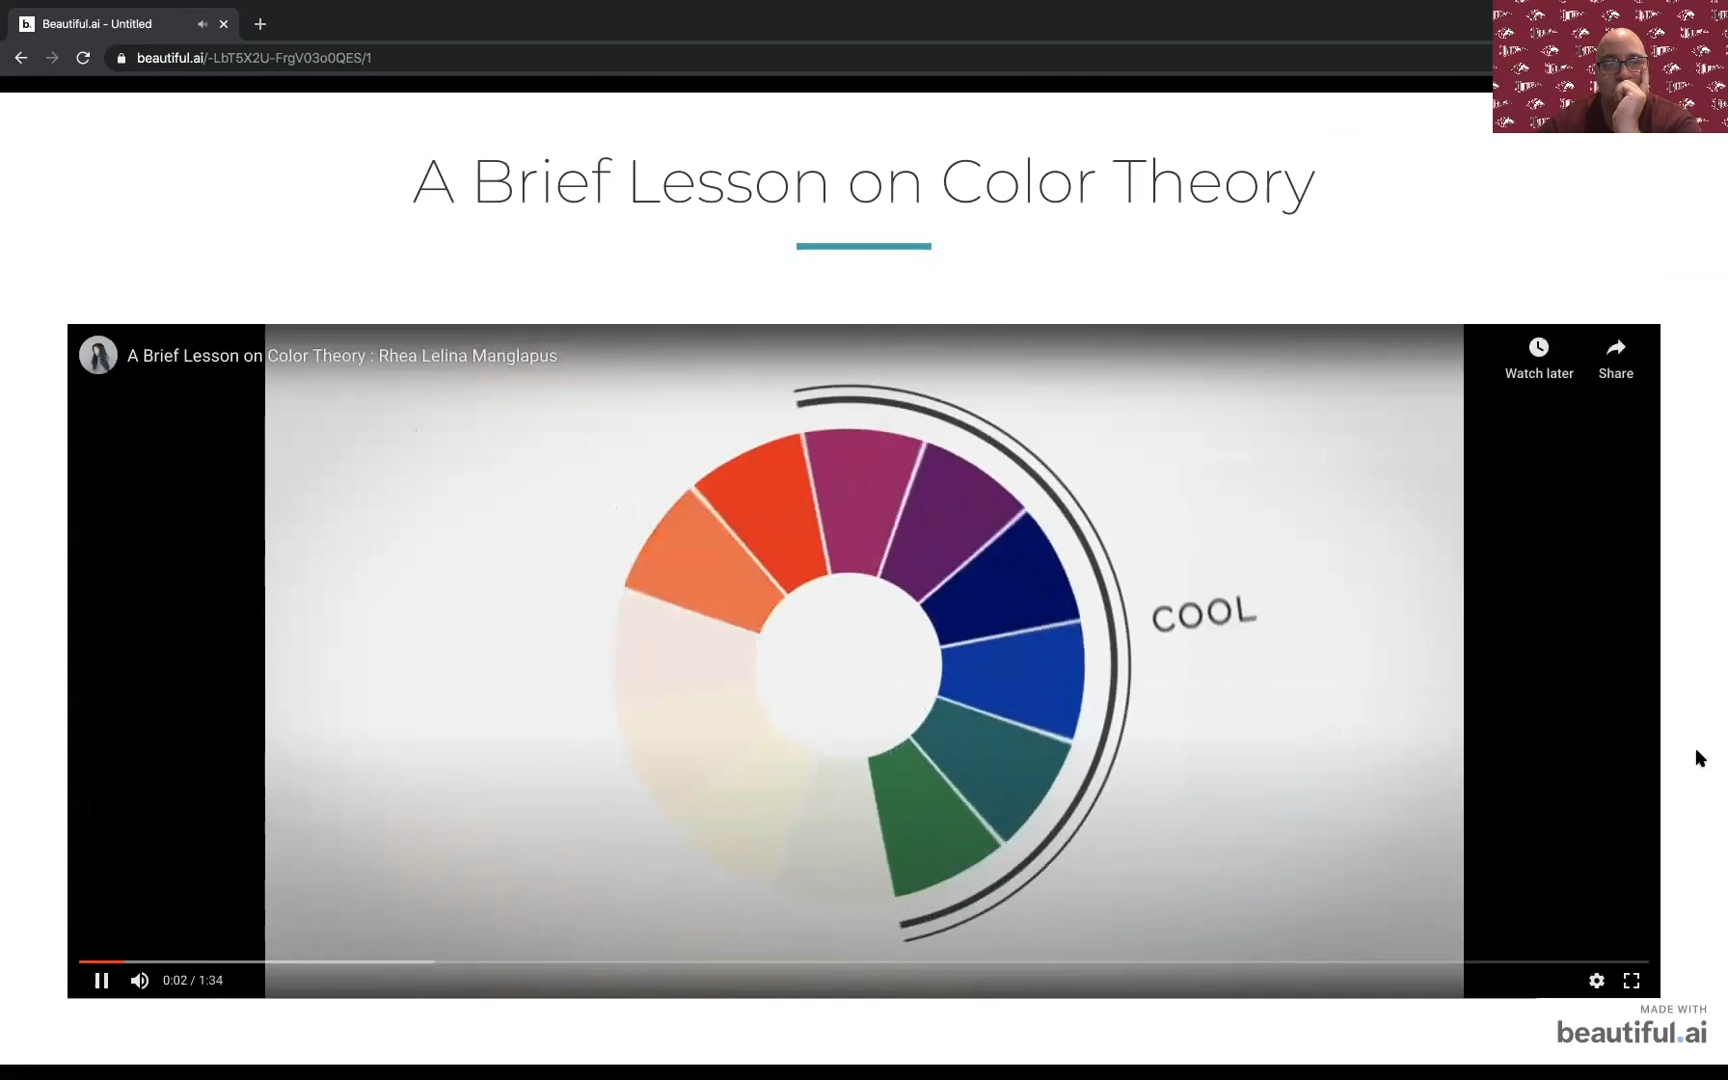 b. Beautiful.ai - Untitled
beautiful.ai/-LbT5X2U-FrgV03o0QES/1
A Brief Lesson on Color Theory
A Brief Lesson on Color Theory : Rhea Lelina Manglapus
Watch later
Share
COOL
0:02 / 1:34
MADE WITH
beautiful.ai